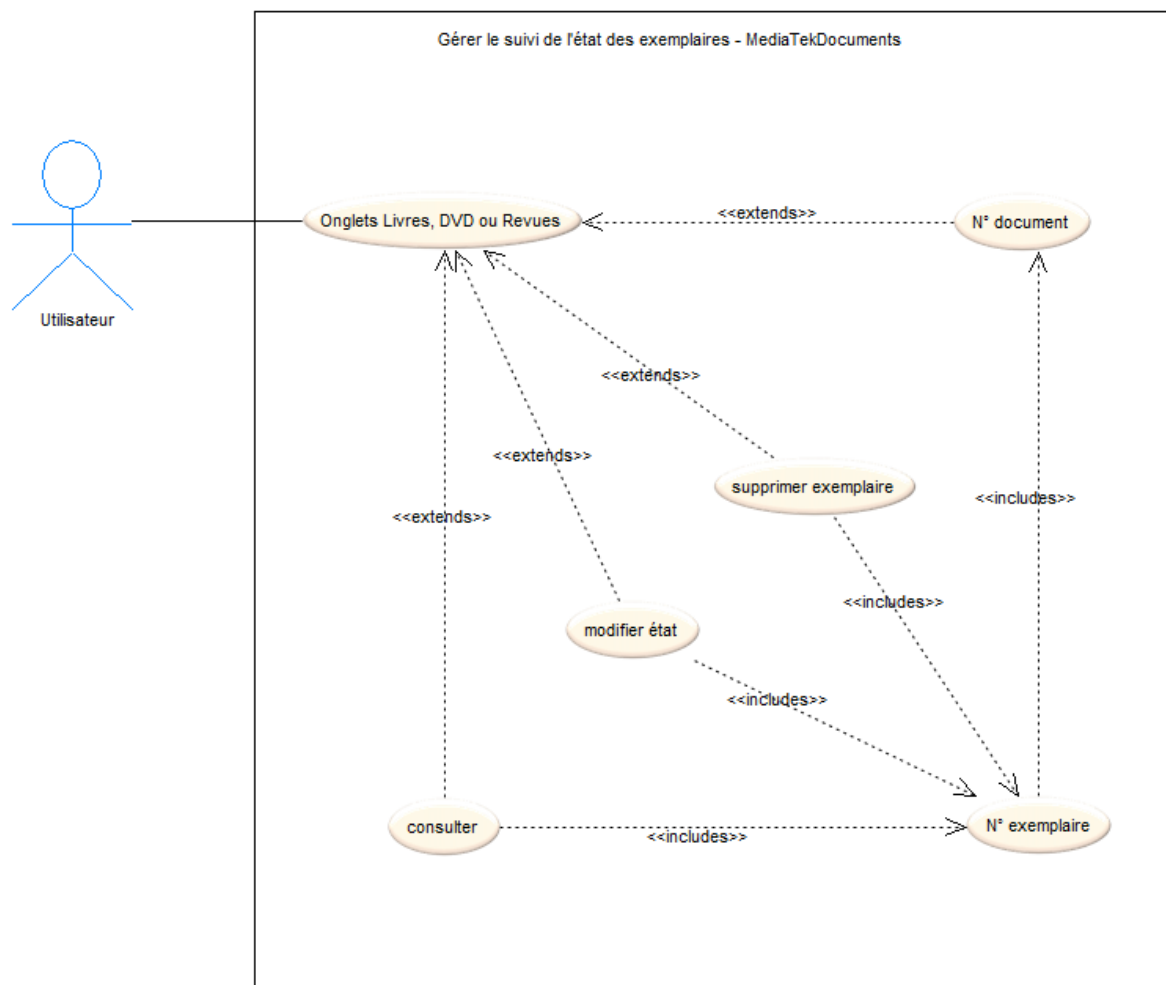 Gérer le suivi de l'état des exemplaires - MediaTekDocuments
Onglets Livres, DVD ou Revues
<<extends>>
N° document
Utilisateur
<<extends>>
<<extends>>
supprimer exemplaire
<<extends>>
<<includes>>
<<includes>>
modifier état
<<includes>>
consulter
<<includes>>
N° exemplaire